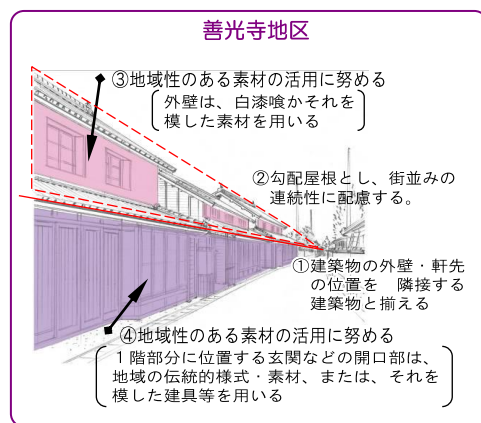 善光寺地区
③地域性のある素材の活用に努める
外壁は、白漆喰かそれを
模した素材を用いる
②勾配屋根とし、街並みの
連続性に配慮する。
①建築物の外壁・軒先
の位置を　隣接する
建築物と揃える
④地域性のある素材の活用に努める
１階部分に位置する玄関などの開口部は、
地域の伝統的様式・素材、または、それを
模した建具等を用いる